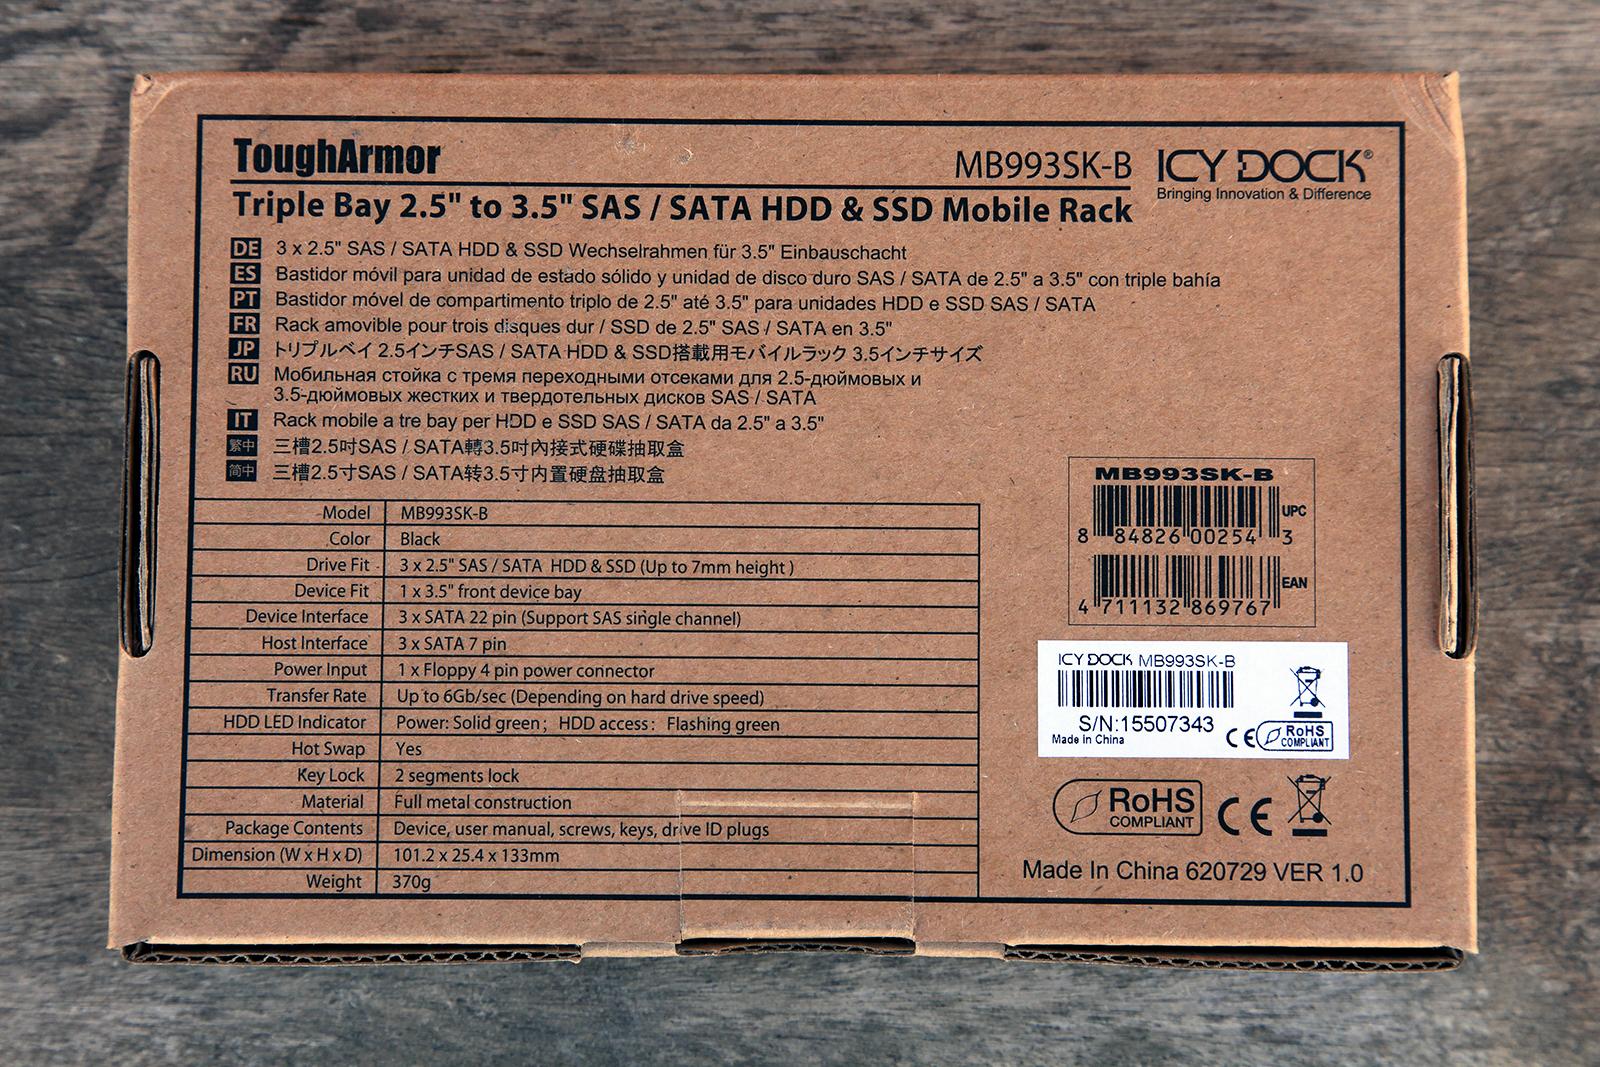 ToughArmor
MB993SK-B
ICY DOCK®
Bringing Innovation & Difference
Triple Bay 2.5" to 3.5" SAS / SATA HDD & SSD Mobile Rack
DE 3 x 2.5" SAS / SATA HDD & SSD Wechselrahmen für 3.5" Einbauschacht
ES Bastidor móvil para unidad de estado sólido y unidad de disco duro SAS / SATA de 2.5" a 3.5" con triple bahía
PT Bastidor móvel de compartimento triplo de 2.5" até 3.5" para unidades HDD e SSD SAS / SATA
FR Rack amovible pour trois disques dur / SSD de 2.5" SAS / SATA en 3.5"
JP トリプルベイ 2.5インチSAS / SATA HDD & SSD搭載用モバイルラック 3.5インチサイズ
RU Мобильная стойка с тремя переходными отсеками для 2.5-дюймовых и
3.5-дюймовых жестких и твердотельных дисков SAS / SATA
IT Rack mobile a tre bay per HDD e SSD SAS / SATA da 2.5" a 3.5"
繁中 三槽2.5吋SAS / SATA轉3.5吋內接式硬碟抽取盒
简中 三槽2.5寸SAS / SATA转3.5寸内置硬盘抽取盒
Model MB993SK-B
Color Black
Drive Fit 3 x 2.5" SAS / SATA HDD & SSD (Up to 7mm height )
Device Fit 1 x 3.5" front device bay
Device Interface 3 x SATA 22 pin (Support SAS single channel)
Host Interface 3 x SATA 7 pin
Power Input 1 x Floppy 4 pin power connector
Transfer Rate Up to 6Gb/sec (Depending on hard drive speed)
HDD LED Indicator Power: Solid green; HDD access: Flashing green
Hot Swap Yes
Key Lock 2 segments lock
Material Full metal construction
Package Contents Device, user manual, screws, keys, drive ID plugs
Dimension (W x H x D) 101.2 x 25.4 x 133mm
Weight 370g
MB993SK-B
UPC
8 84826 00254 3
EAN
4 711132 869767
ICY DOCK MB993SK-B
S/N:15507343
Made In China
CE RoHS
COMPLIANT
RoHS
COMPLIANT
CE
Made In China 620729 VER 1.0